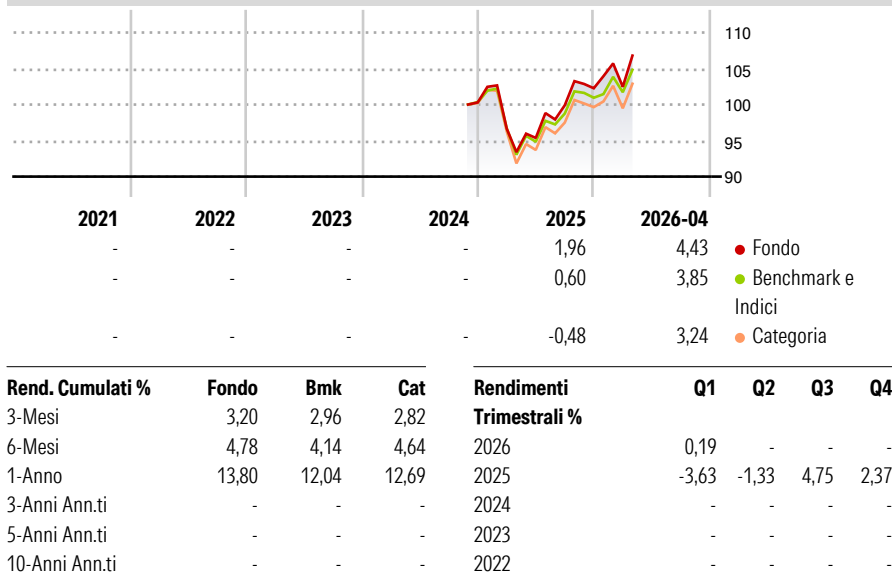 110
105
100
95
90
2021 2022 2023 2024 2025 2026-04
- - - - 1,96 4,43 Fondo
- - - - 0,60 3,85 Benchmark e
Indici
- - - - -0,48 3,24 Categoria
Rend. Cumulati % Fondo Bmk Cat
3-Mesi 3,20 2,96 2,82
6-Mesi 4,78 4,14 4,64
1-Anno 13,80 12,04 12,69
3-Anni Ann.ti - - -
5-Anni Ann.ti - - -
10-Anni Ann.ti - - -
Rendimenti Q1 Q2 Q3 Q4
Trimestrali %
2026 0,19 - - -
2025 -3,63 -1,33 4,75 2,37
2024 - - - -
2023 - - - -
2022 - - - -